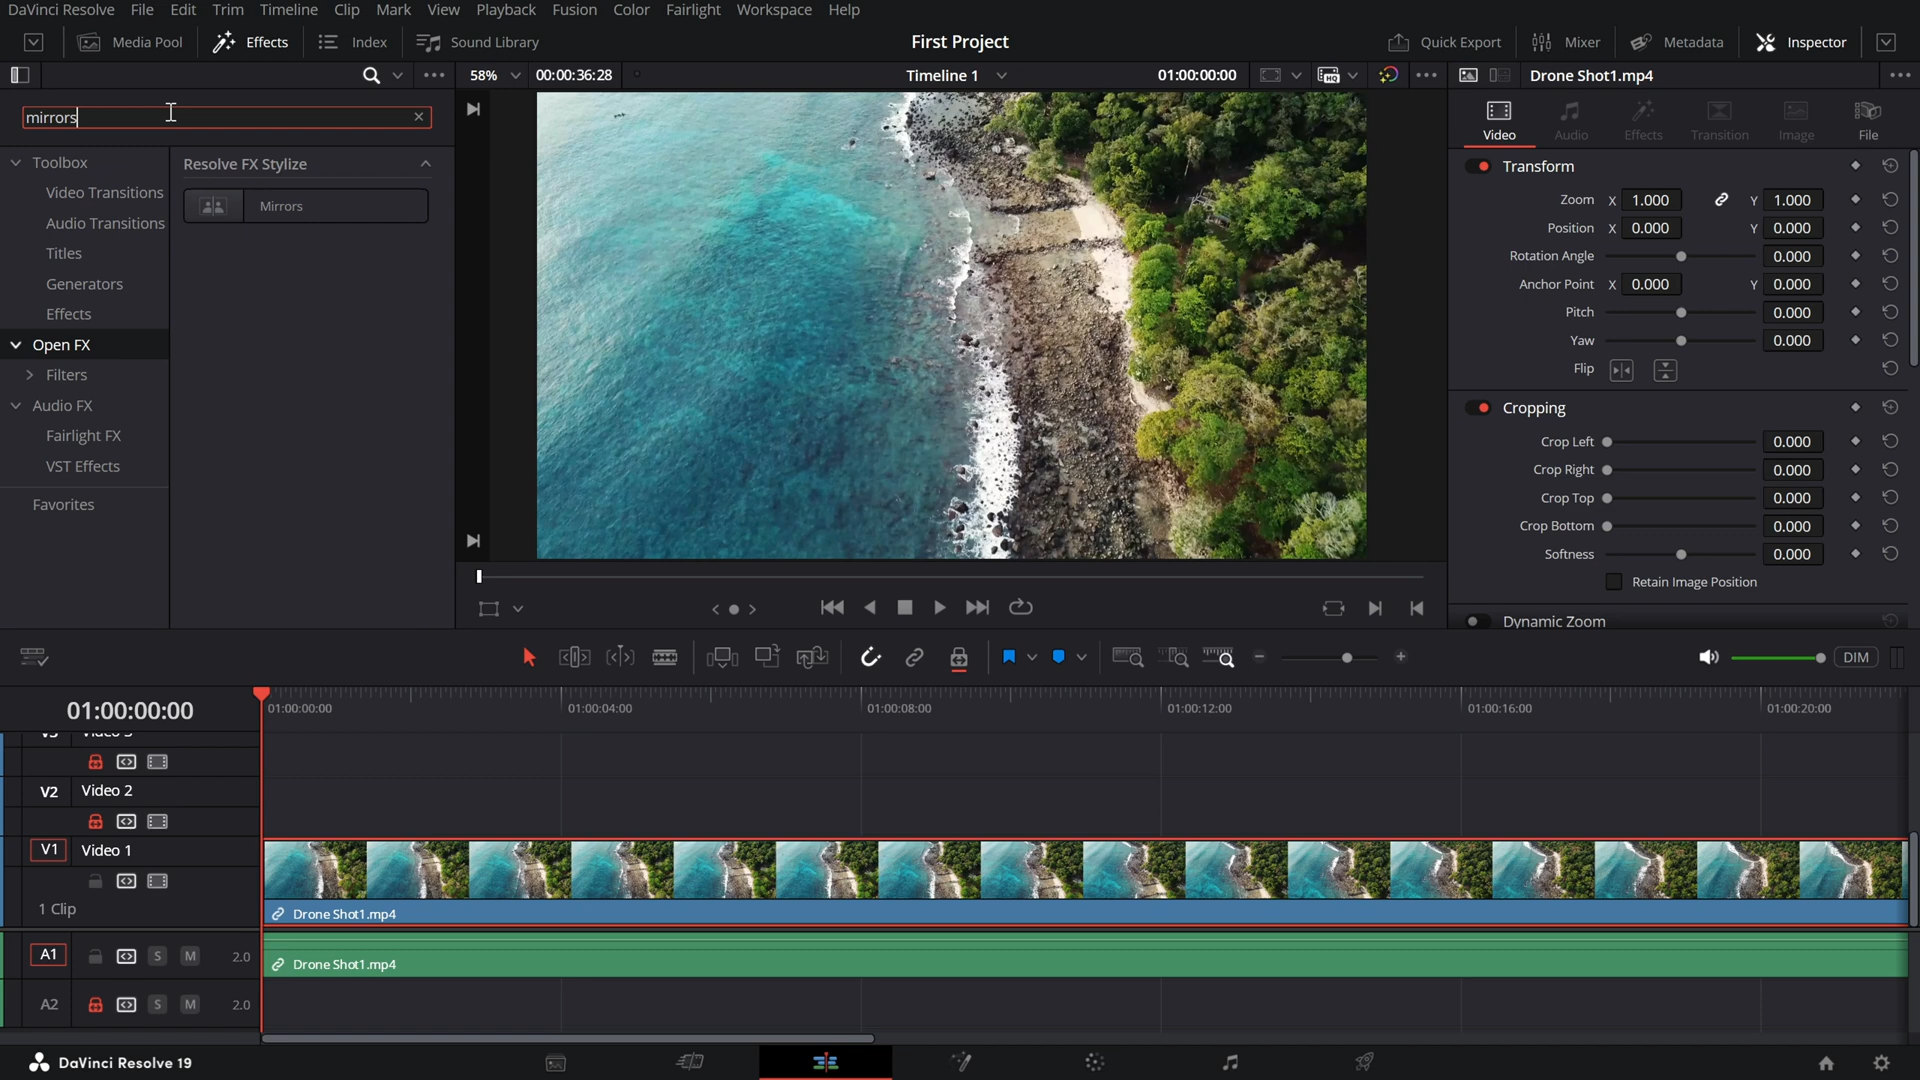 DaVinci Resolve File Edit Trim Timeline Clip Mark View Playback Fusion Color Fairlight Workspace Help
Media Pool Effects Index Sound Library First Project Quick Export Mixer Metadata Inspector
58% 00:00:36:28 Timeline 1 01:00:00:00 Drone Shot1.mp4
mirrors
Video Audio Effects Transition Image File
Toolbox
Video Transitions
Audio Transitions
Titles
Generators
Effects
Open FX
Filters
Audio FX
Fairlight FX
VST Effects
Favorites
Resolve FX Stylize
Mirrors
Transform
Zoom X 1.000 Y 1.000
Position X 0.000 Y 0.000
Rotation Angle 0.000
Anchor Point X 0.000 Y 0.000
Pitch 0.000
Yaw 0.000
Flip
Cropping
Crop Left 0.000
Crop Right 0.000
Crop Top 0.000
Crop Bottom 0.000
Softness 0.000
Retain Image Position
Dynamic Zoom
DIM
01:00:00:00
01:00:00:00 01:00:04:00 01:00:08:00 01:00:12:00 01:00:16:00 01:00:20:00
V2 Video 2
V1 Video 1
1 Clip
Drone Shot1.mp4
A1 S M 2.0
Drone Shot1.mp4
A2 S M 2.0
DaVinci Resolve 19